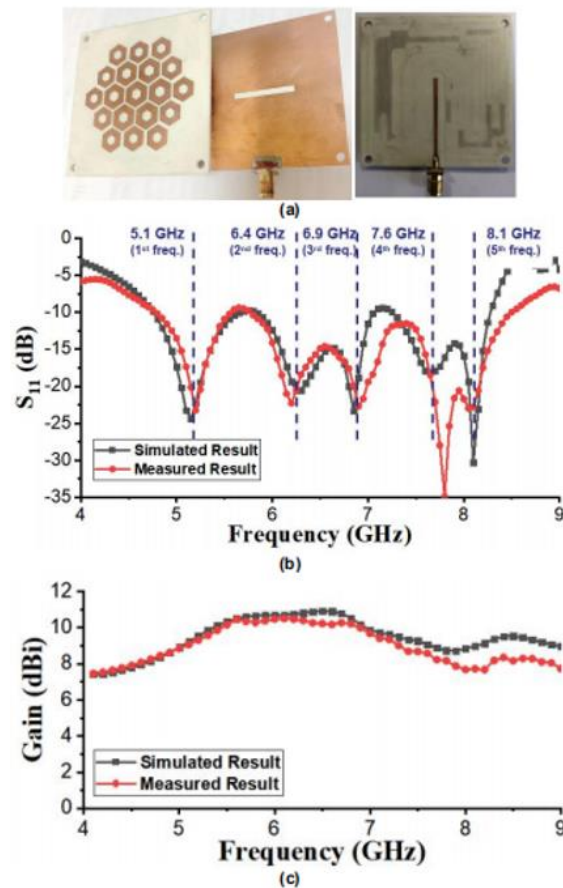 (a)
5.1 GHz 6.4 GHz 6.9 GHz 7.6 GHz 8.1 GHz
(1st freq.) (2nd freq.) (3rd freq.) (4th freq.) (5th freq.)
0
-5
-10
-15
-20
-25
-30
-35
S11 (dB)
Simulated Result
Measured Result
4 5 6 7 8 9
Frequency (GHz)
(b)
12
10
8
6
4
2
0
Gain (dBi)
Simulated Result
Measured Result
4 5 6 7 8 9
Frequency (GHz)
(c)